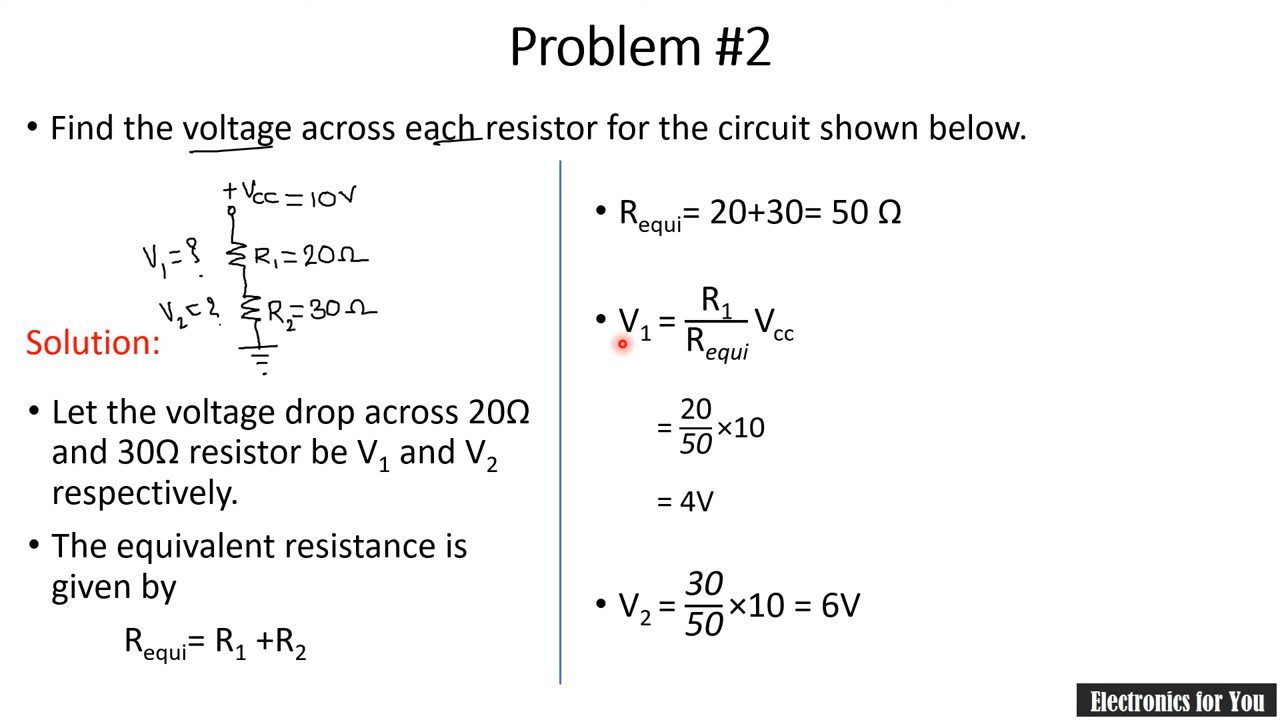 Problem #2
• Find the voltage across each resistor for the circuit shown below.
+Vcc = 10V
V1 = ?
R1 = 20Ω
V2 = ?
R2 = 30Ω
Solution:
• Let the voltage drop across 20Ω
and 30Ω resistor be V1 and V2
respectively.
• The equivalent resistance is
given by
Requi= R1 +R2
• Requi= 20+30= 50 Ω
• V1 = R1/Requi Vcc
= 20/50 ×10
= 4V
• V2 = 30/50 ×10 = 6V
Electronics for You